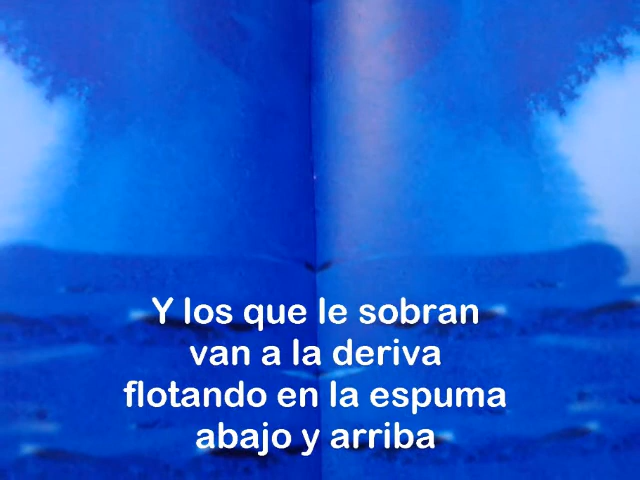 Y los que le sobran
van a la deriva
flotando en la espuma
abajo y arriba